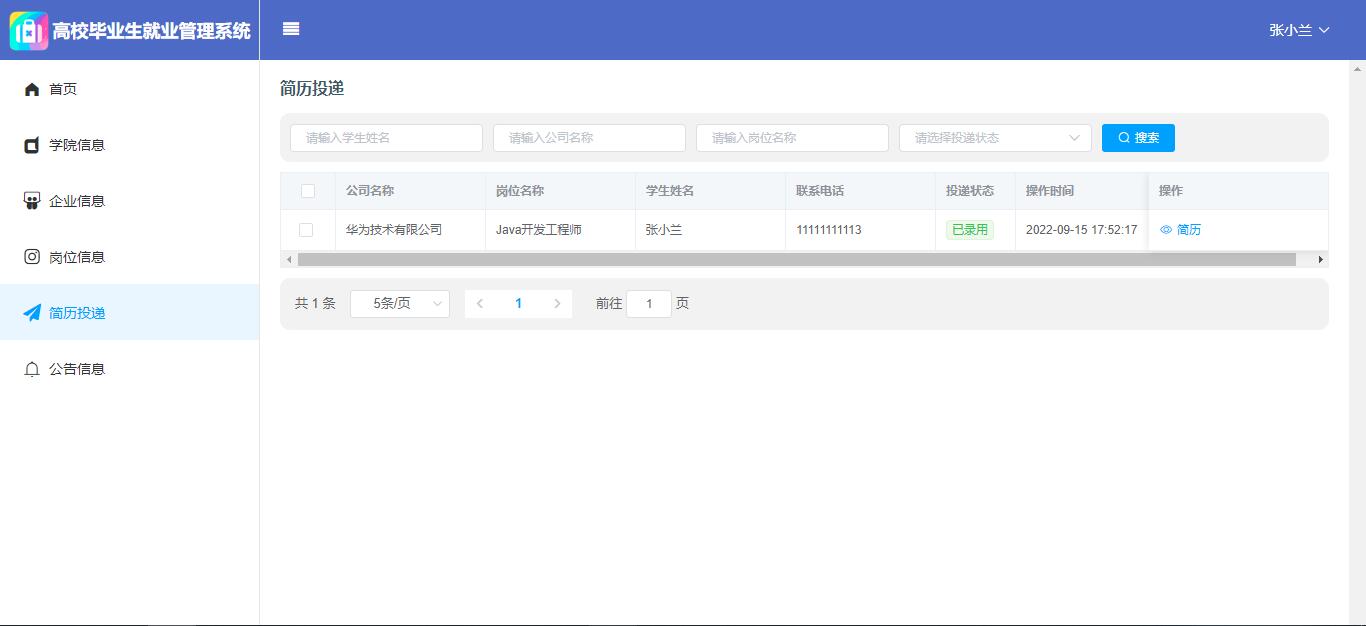 高校毕业生就业管理系统
张小兰
首页
学院信息
企业信息
岗位信息
简历投递
公告信息
简历投递
请输入学生姓名 请输入公司名称 请输入岗位名称 请选择投递状态 搜索
公司名称 岗位名称 学生姓名 联系电话 投递状态 操作时间 操作
华为技术有限公司 Java开发工程师 张小兰 11111111113 已录用 2022-09-15 17:52:17 简历
共 1 条 5条/页 1 前往 1 页